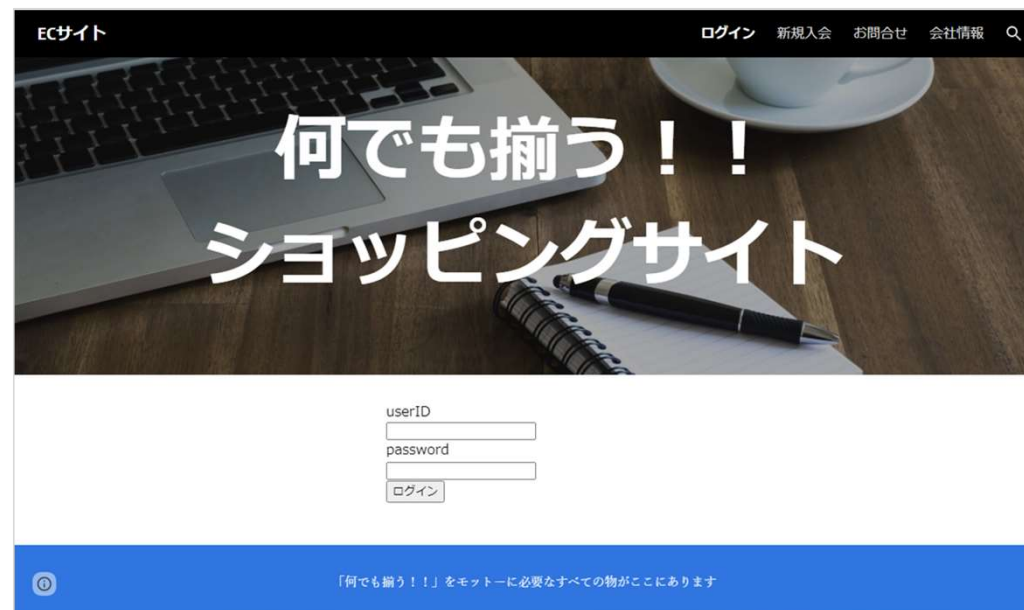 ECサイト
ログイン 新規入会 お問合せ 会社情報
何でも揃う！！
ショッピングサイト
userID
password
ログイン
「何でも揃う！！」をモットーに必要なすべての物がここにあります